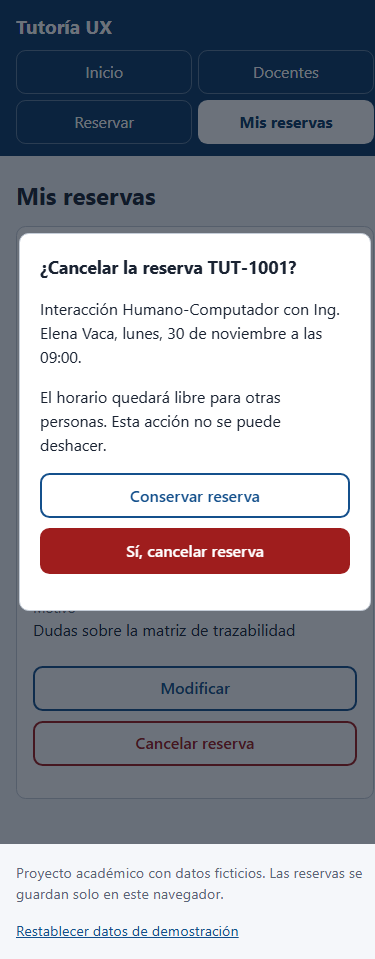 Tutoría UX
Inicio
Docentes
Reservar
Mis reservas
Mis reservas
¿Cancelar la reserva TUT-1001?
Interacción Humano-Computador con Ing.
Elena Vaca, lunes, 30 de noviembre a las
09:00.
El horario quedará libre para otras
personas. Esta acción no se puede
deshacer.
Conservar reserva
Sí, cancelar reserva
Dudas sobre la matriz de trazabilidad
Modificar
Cancelar reserva
Proyecto académico con datos ficticios. Las reservas se
guardan solo en este navegador.
Restablecer datos de demostración